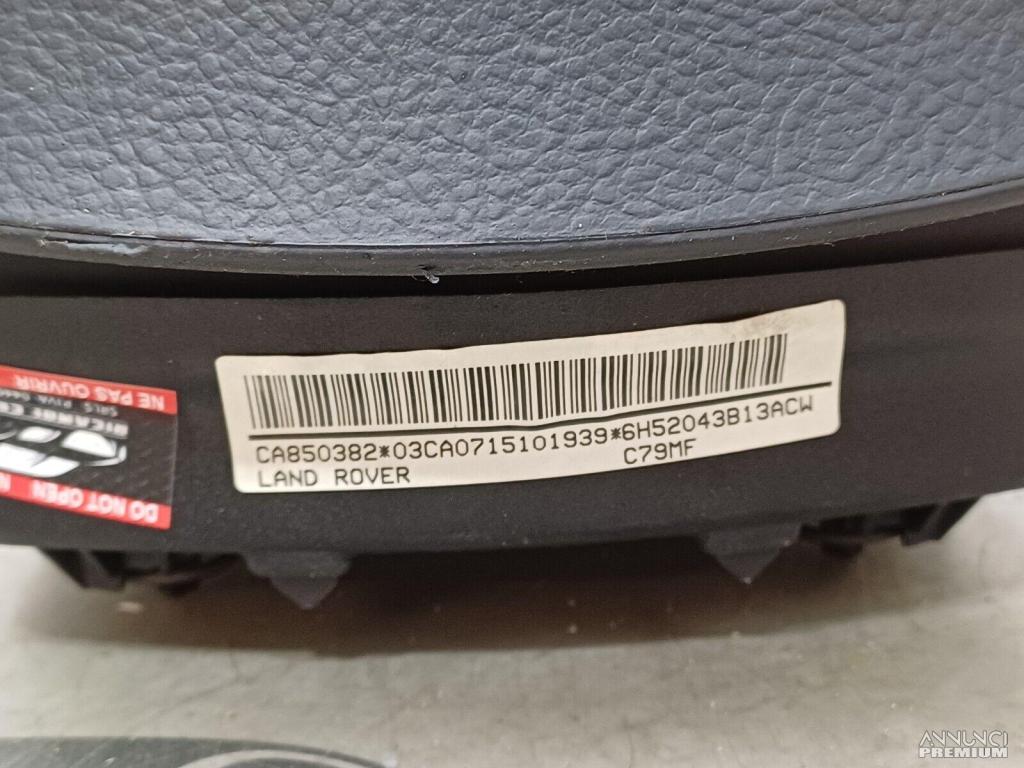 CA850382*03CA0715101939*6H52043B13ACW
LAND ROVER
C79MF
NE PAS OUVRIR
DO NOT OPEN
ANNUNCI
PREMIUM